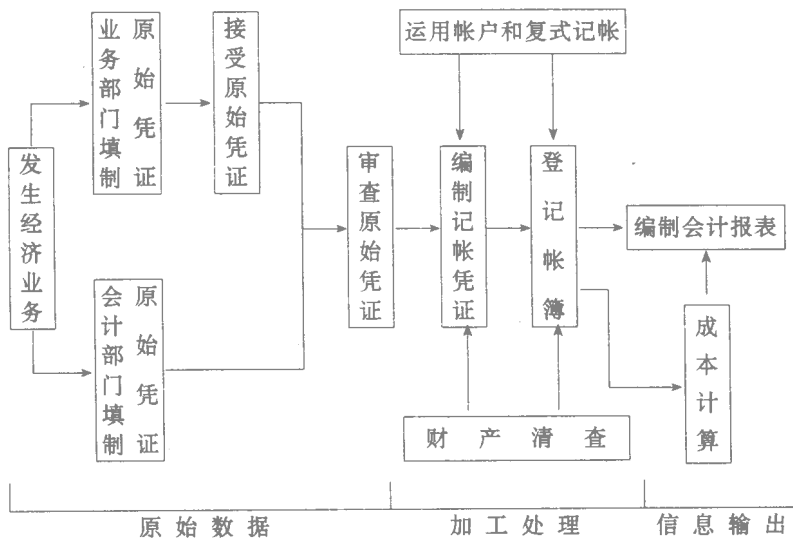 发生经济业务
业务部门填制
原始凭证
接受原始凭证
会计部门填制
原始凭证
审查原始凭证
运用帐户和复式记帐
编制记帐凭证
登记帐簿
财产清查
编制会计报表
成本计算
原始数据
加工处理
信息输出